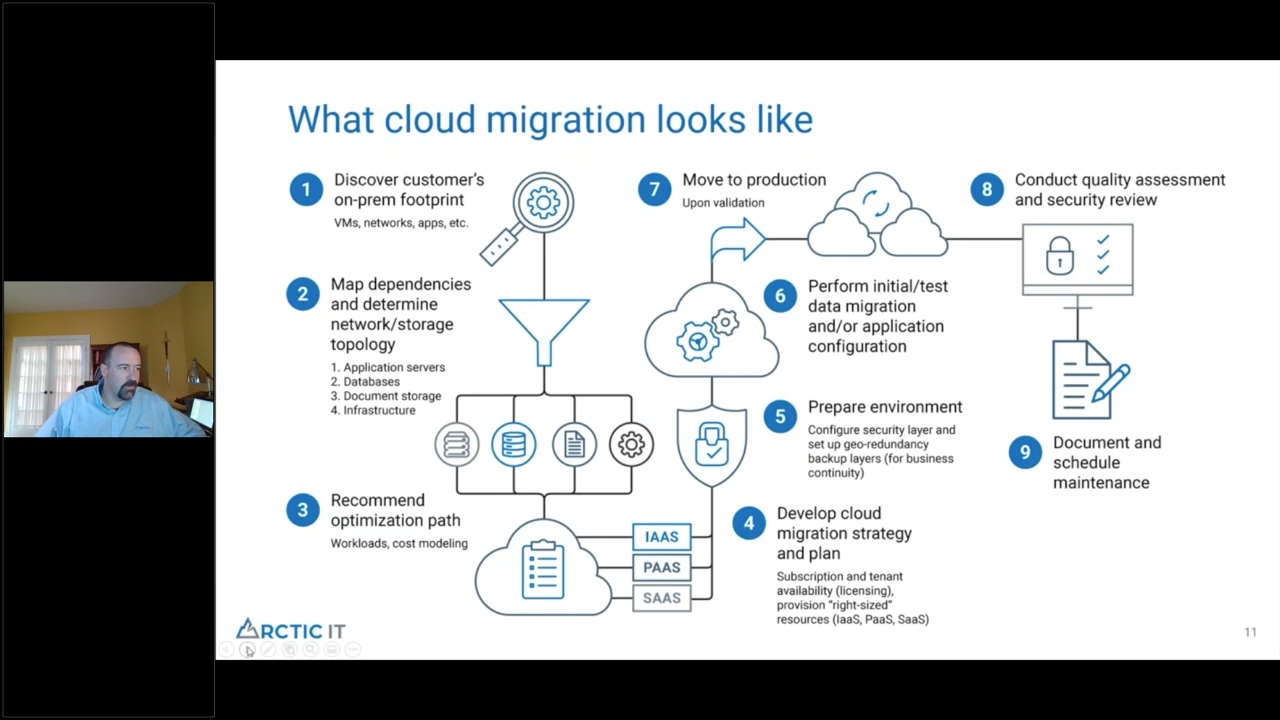 What cloud migration looks like
1
Discover customer's
on-prem footprint
VMs, networks, apps, etc.
2
Map dependencies
and determine
network/storage
topology
1. Application servers
2. Databases
3. Document storage
4. Infrastructure
3
Recommend
optimization path
Workloads, cost modeling
IAAS
PAAS
SAAS
4
Develop cloud
migration strategy
and plan
Subscription and tenant
availability (licensing),
provision "right-sized"
resources (IaaS, PaaS, SaaS)
5
Prepare environment
Configure security layer and
set up geo-redundancy
backup layers (for business
continuity)
6
Perform initial/test
data migration
and/or application
configuration
7
Move to production
Upon validation
8
Conduct quality assessment
and security review
9
Document and
schedule
maintenance
ARCTIC IT
11